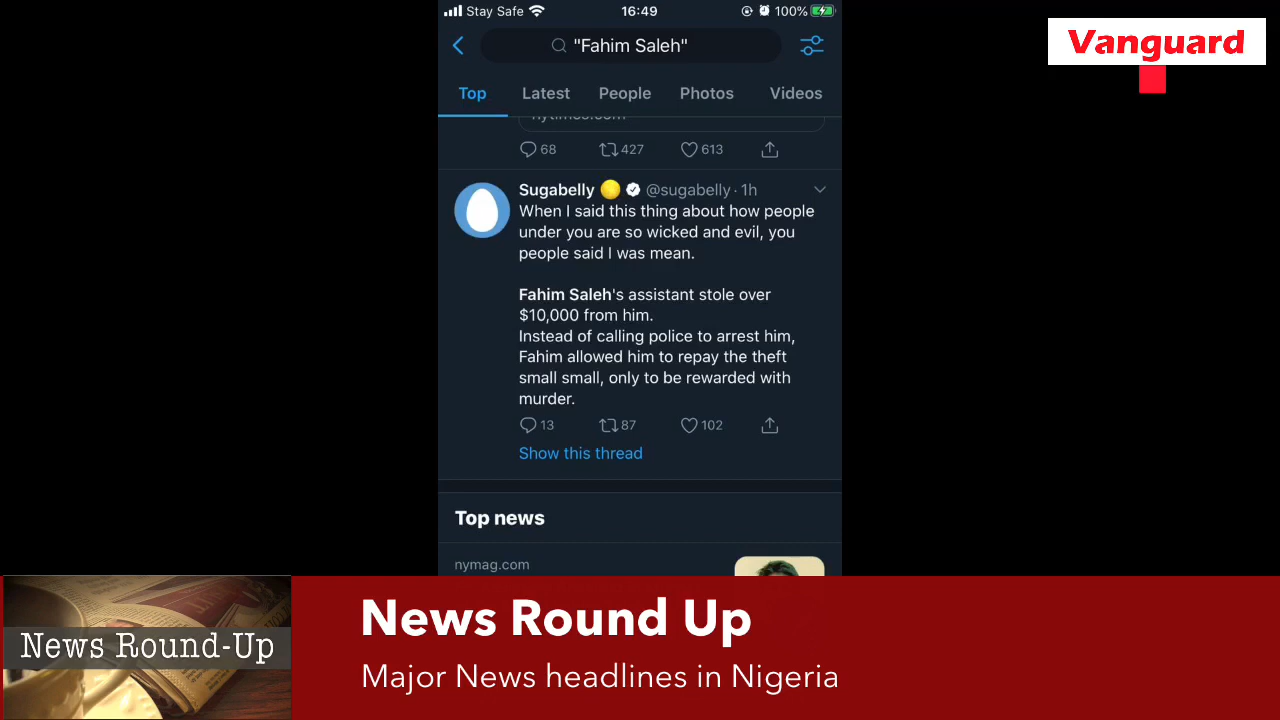 Stay Safe 16:49 100%
Vanguard
"Fahim Saleh"
Top Latest People Photos Videos
nytimes.com
68 427 613
Sugabelly @sugabelly · 1h
When I said this thing about how people
under you are so wicked and evil, you
people said I was mean.
Fahim Saleh's assistant stole over
$10,000 from him.
Instead of calling police to arrest him,
Fahim allowed him to repay the theft
small small, only to be rewarded with
murder.
13 87 102
Show this thread
Top news
nymag.com
News Round-Up
News Round Up
Major News headlines in Nigeria